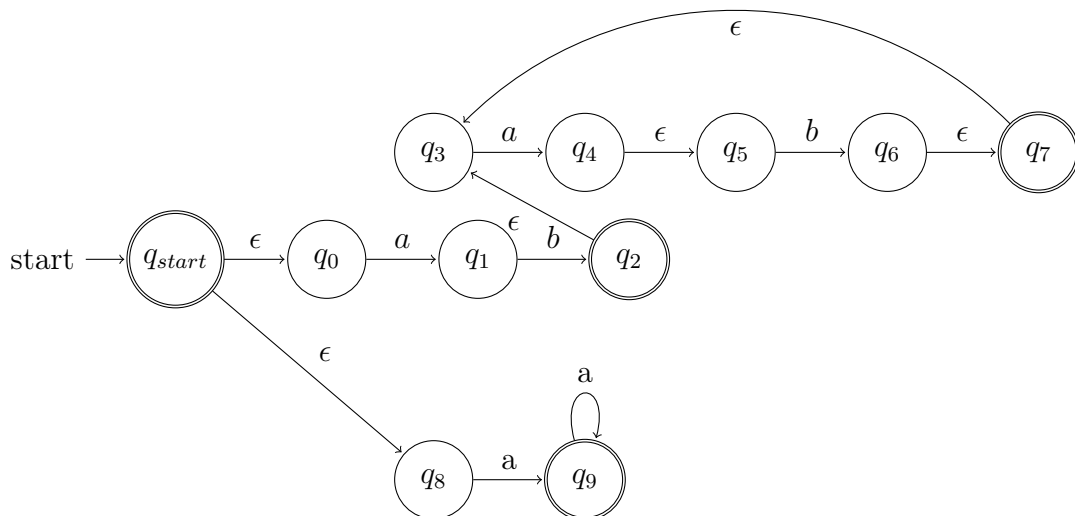 ϵ
q3 a q4 ϵ q5 b q6 ϵ q7
start qstart ϵ q0 a q1 ϵ b q2
ϵ
a
q8 a q9